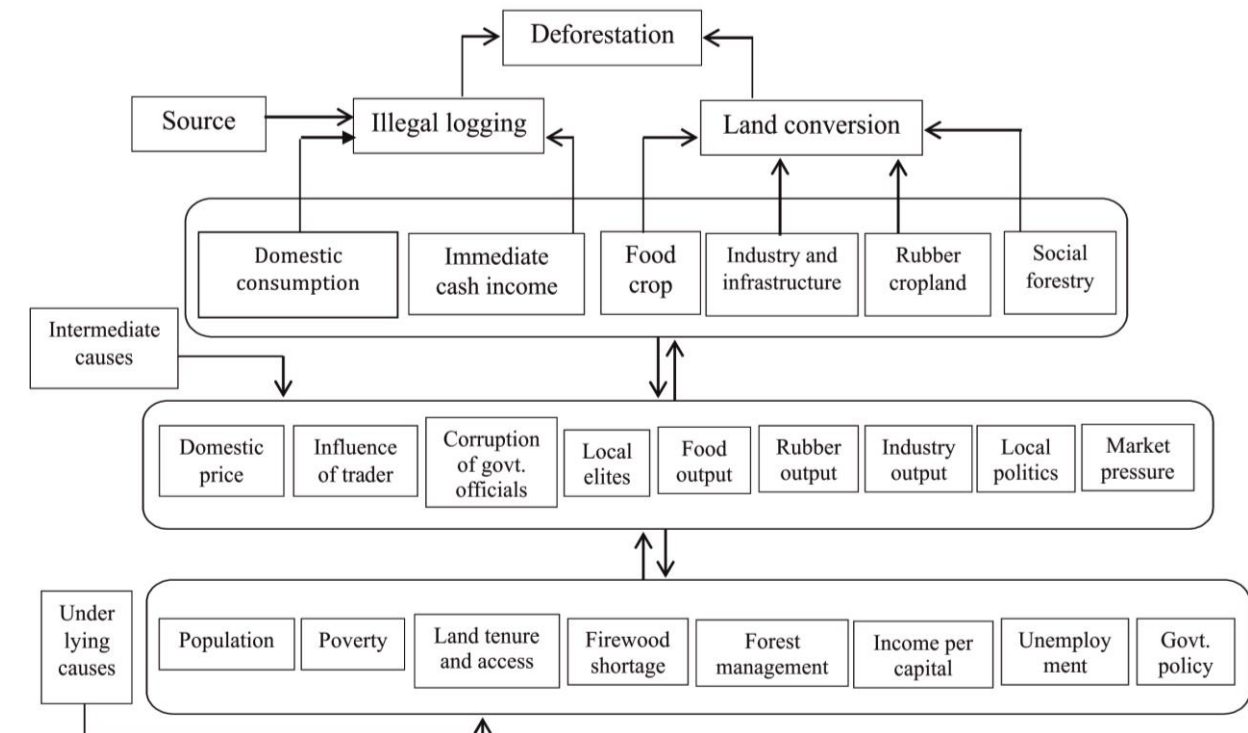 Deforestation
Source
Illegal logging
Land conversion
Domestic
consumption
Immediate
cash income
Food
crop
Industry and
infrastructure
Rubber
cropland
Social
forestry
Intermediate
causes
Domestic
price
Influence
of trader
Corruption
of govt.
officials
Local
elites
Food
output
Rubber
output
Industry
output
Local
politics
Market
pressure
Under
lying
causes
Population
Poverty
Land tenure
and access
Firewood
shortage
Forest
management
Income per
capital
Unemploy
ment
Govt.
policy